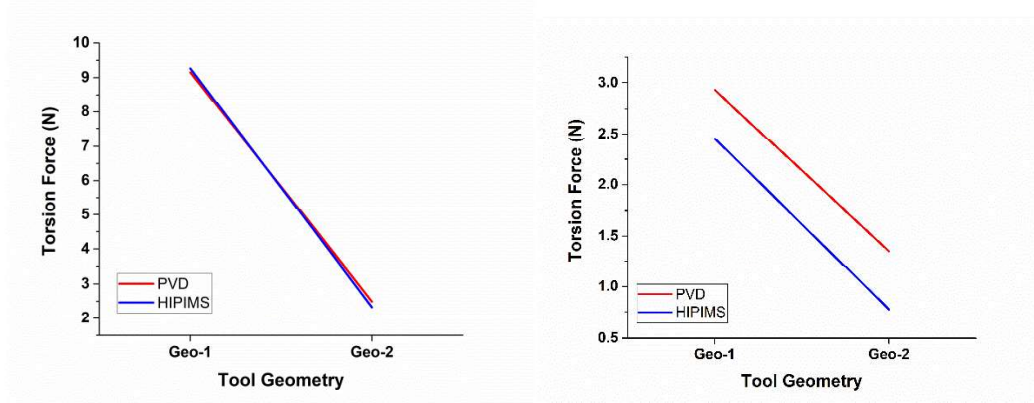 10
9
8
7
6
5
4
3
2
Torsion Force (N)
PVD
HIPIMS
Geo-1 Geo-2
Tool Geometry
3.0
2.5
2.0
1.5
1.0
0.5
Torsion Force (N)
PVD
HIPIMS
Geo-1 Geo-2
Tool Geometry